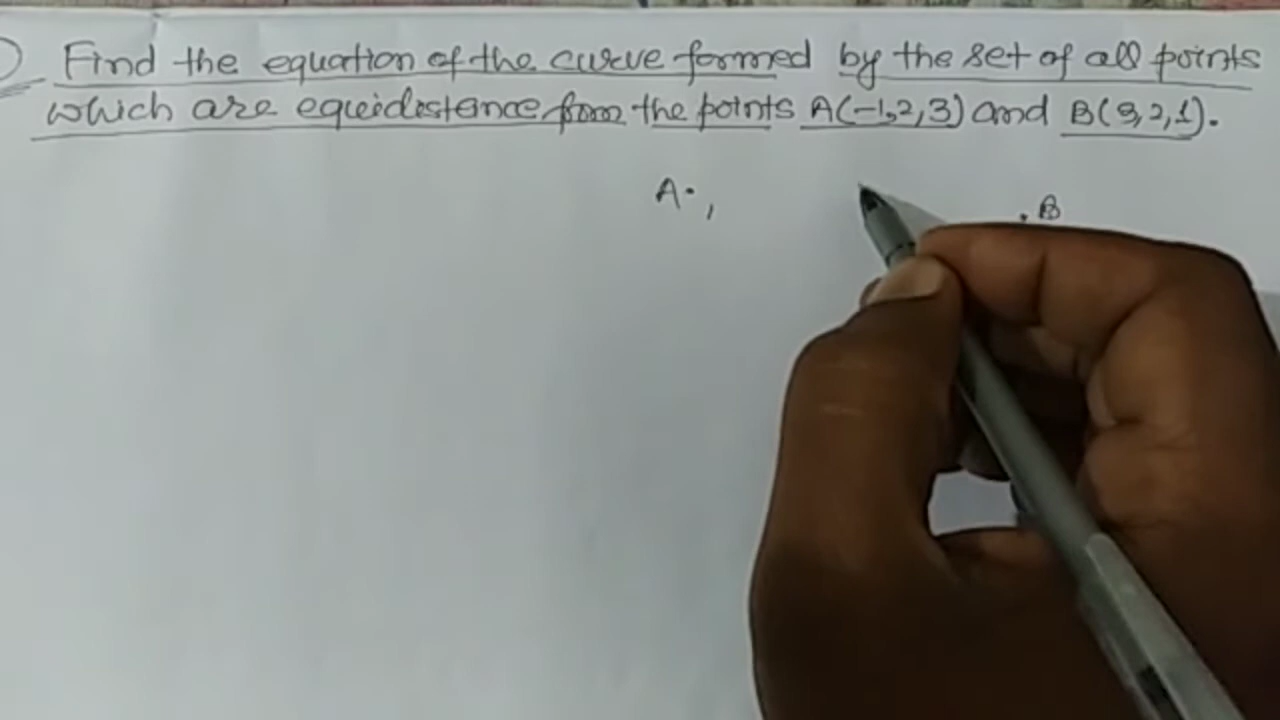 Find the equation of the curve formed by the set of all points
which are equidistance from the points A(-1,2,3) and B(3,2,1).
A . , . B